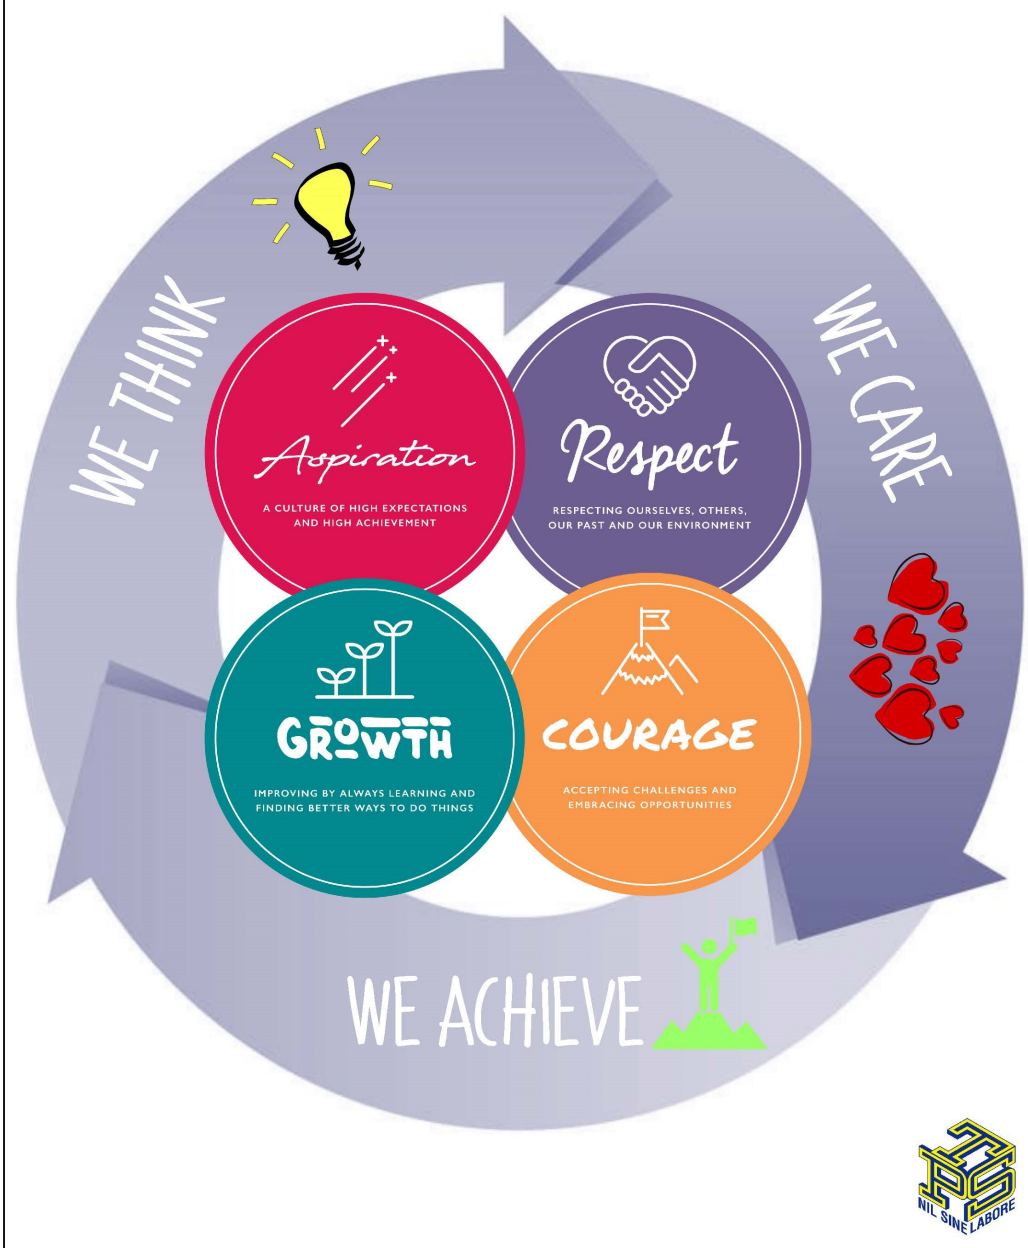 WE THINK
WE CARE
Aspiration
A CULTURE OF HIGH EXPECTATIONS
AND HIGH ACHIEVEMENT
Respect
RESPECTING OURSELVES, OTHERS,
OUR PAST AND OUR ENVIRONMENT
GROWTH
IMPROVING BY ALWAYS LEARNING AND
FINDING BETTER WAYS TO DO THINGS
COURAGE
ACCEPTING CHALLENGES AND
EMBRACING OPPORTUNITIES
WE ACHIEVE
IPS
NIL SINE LABORE